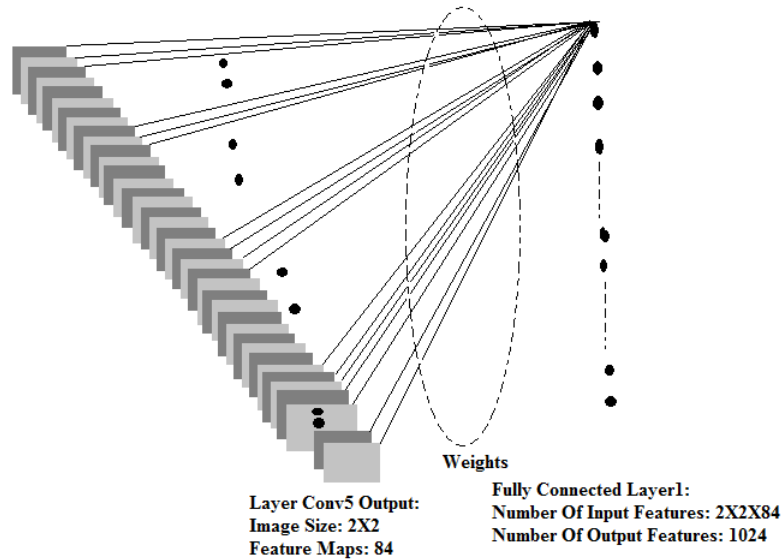 Weights
Layer Conv5 Output:
Image Size: 2X2
Feature Maps: 84
Fully Connected Layer1:
Number Of Input Features: 2X2X84
Number Of Output Features: 1024